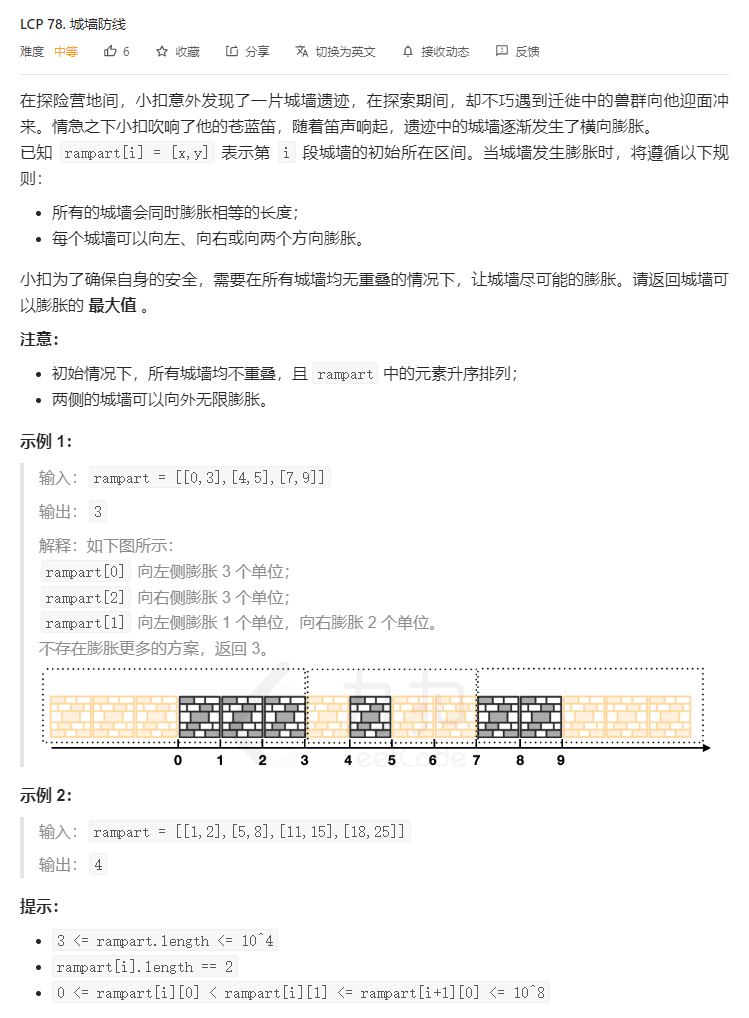 LCP 78. 城墙防线
难度 中等 6 收藏 分享 切换为英文 接收动态 反馈
在探险营地间，小扣意外发现了一片城墙遗迹，在探索期间，却不巧遇到迁徙中的兽群向他迎面冲
来。情急之下小扣吹响了他的苍蓝笛，随着笛声响起，遗迹中的城墙逐渐发生了横向膨胀。
已知 rampart[i] = [x,y] 表示第 i 段城墙的初始所在区间。当城墙发生膨胀时，将遵循以下规
则：
• 所有的城墙会同时膨胀相等的长度；
• 每个城墙可以向左、向右或向两个方向膨胀。
小扣为了确保自身的安全，需要在所有城墙均无重叠的情况下，让城墙尽可能的膨胀。请返回城墙可
以膨胀的 最大值 。
注意：
• 初始情况下，所有城墙均不重叠，且 rampart 中的元素升序排列；
• 两侧的城墙可以向外无限膨胀。
示例 1：
输入： rampart = [[0,3],[4,5],[7,9]]
输出： 3
解释：如下图所示：
rampart[0] 向左侧膨胀 3 个单位；
rampart[2] 向右侧膨胀 3 个单位；
rampart[1] 向左侧膨胀 1 个单位，向右膨胀 2 个单位。
不存在膨胀更多的方案，返回 3。
力扣
LeetCode
0 1 2 3 4 5 6 7 8 9
示例 2：
输入： rampart = [[1,2],[5,8],[11,15],[18,25]]
输出： 4
提示：
• 3 <= rampart.length <= 10^4
• rampart[i].length == 2
• 0 <= rampart[i][0] < rampart[i][1] <= rampart[i+1][0] <= 10^8